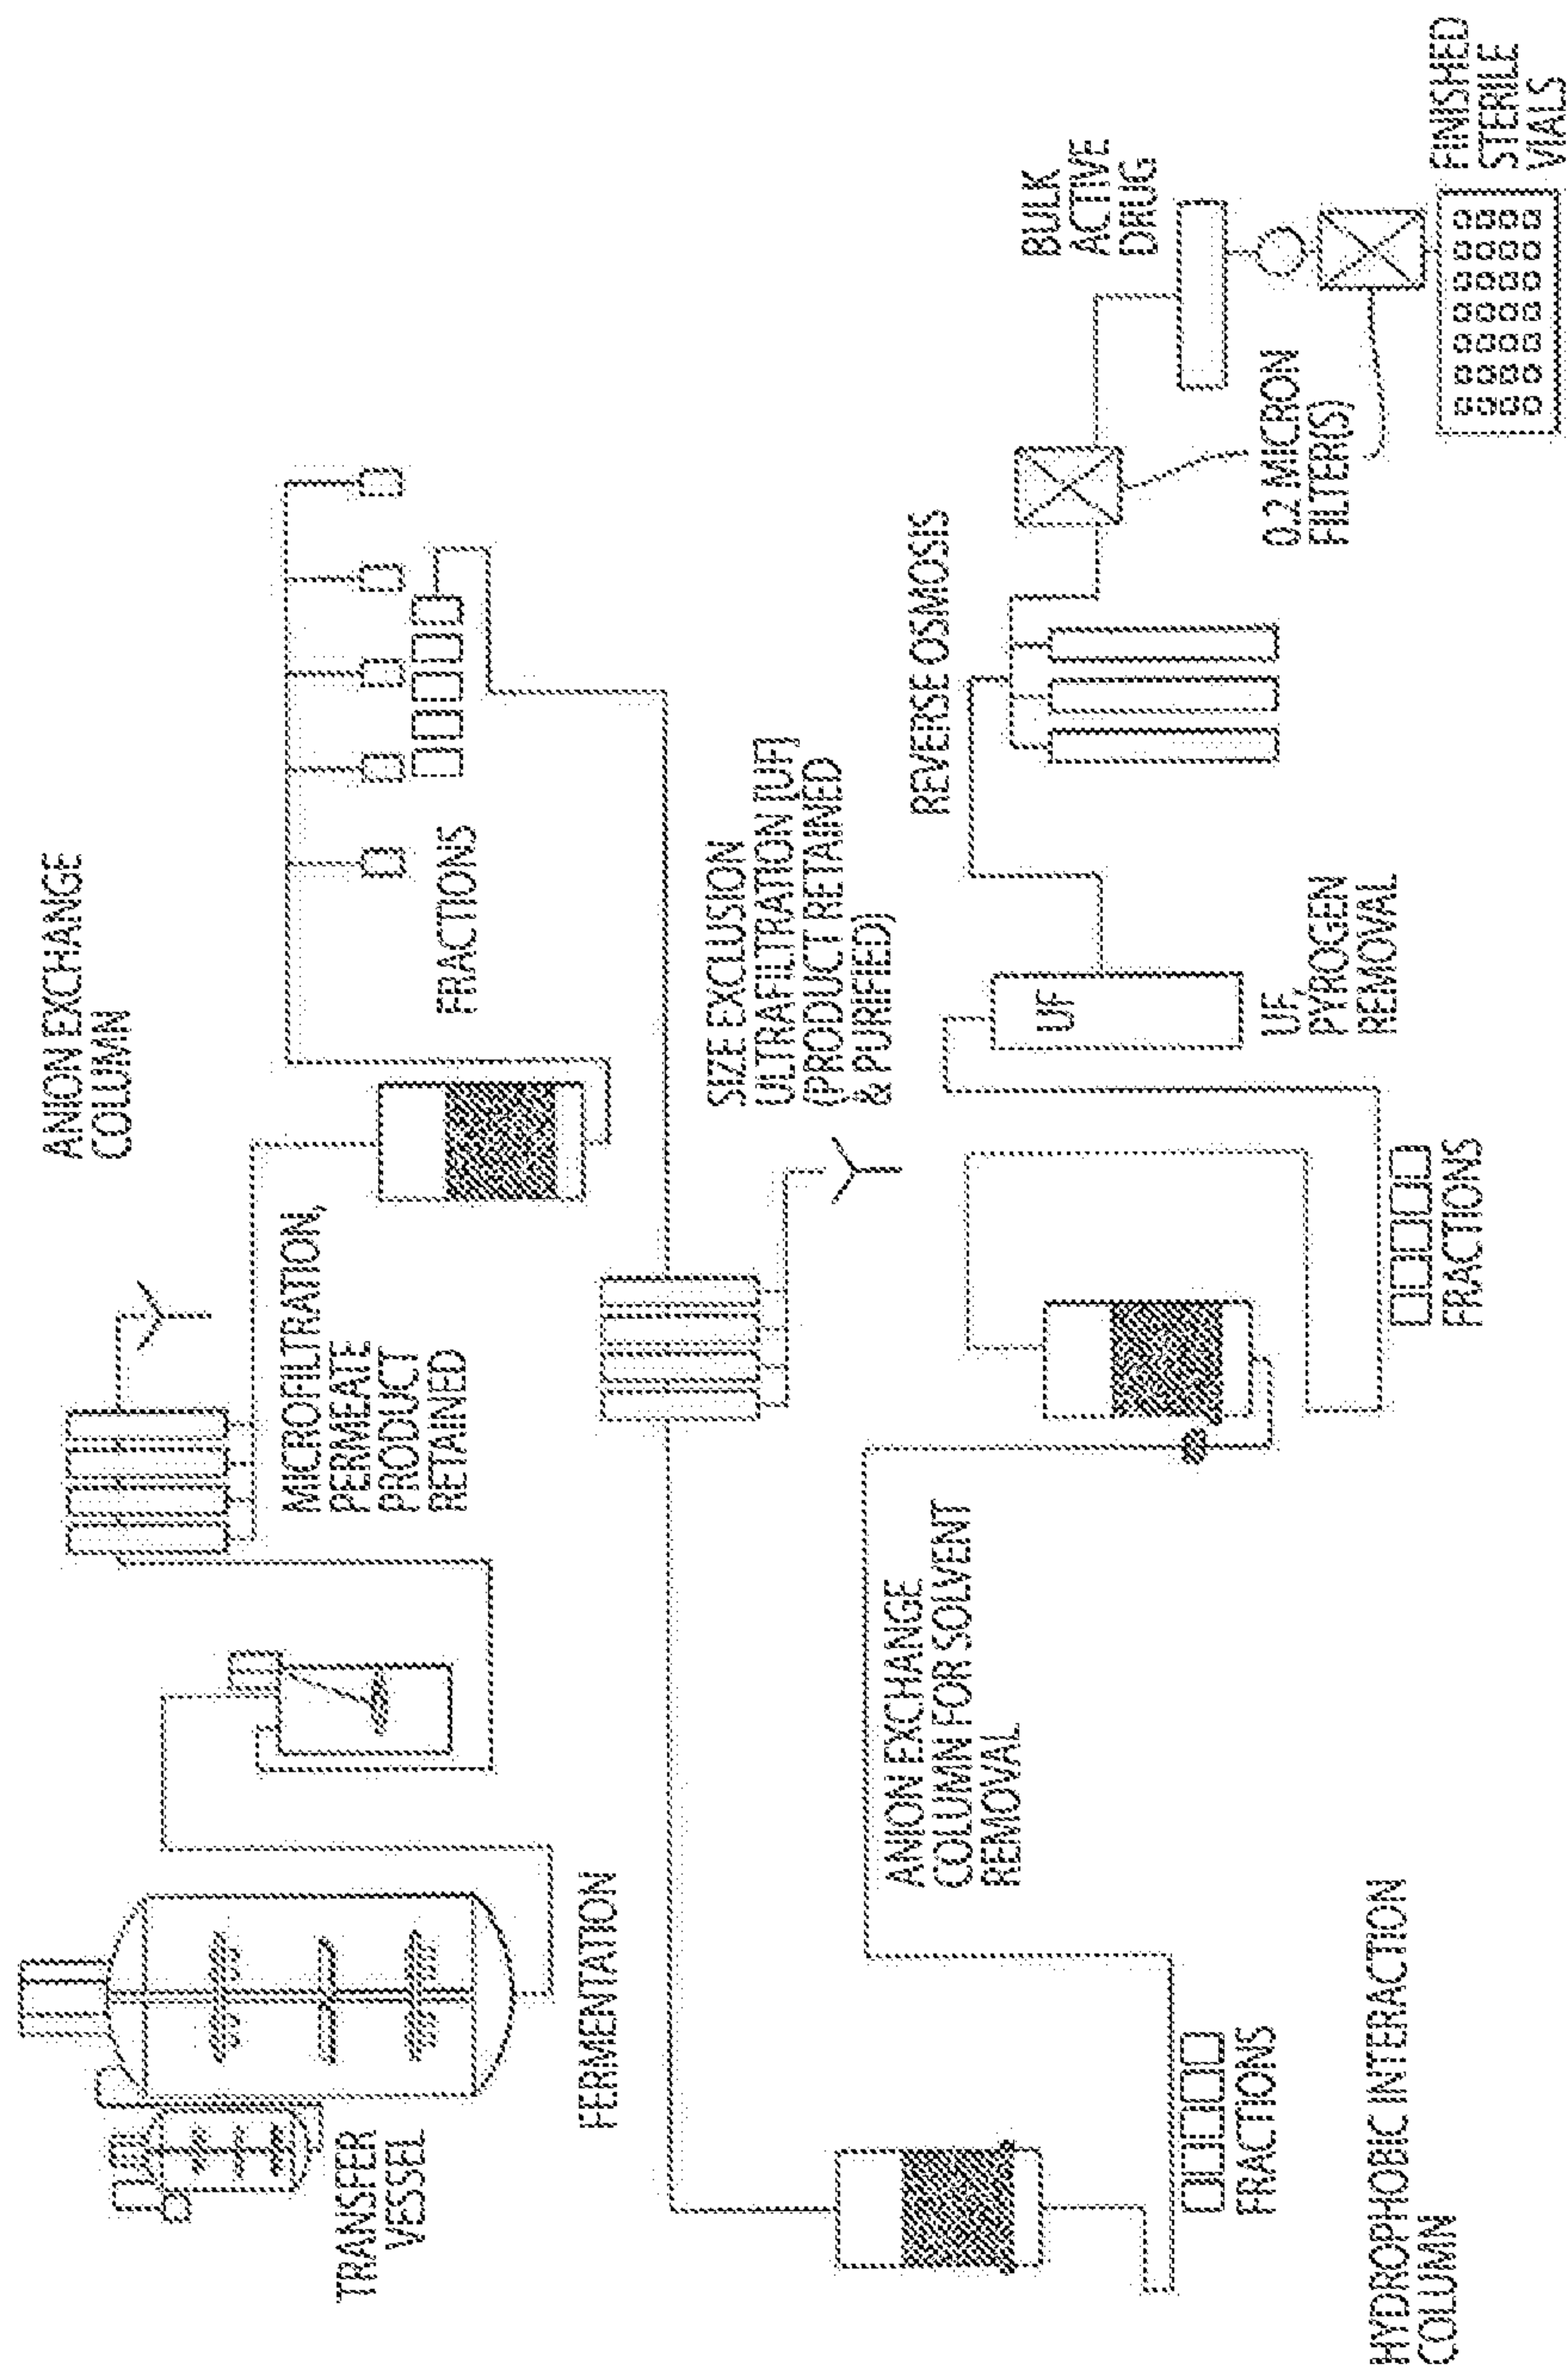 TRANSFER
VESSEL
FERMENTATION
MICROFILTRATION,
PERMEATE
PRODUCT
RETAINED
ANION EXCHANGE
COLUMN
FRACTIONS
SIZE EXCLUSION
ULTRAFILTRATION (UF)
(PRODUCT RETAINED
& PURIFIED)
HYDROPHOBIC INTERACTION
COLUMN
FRACTIONS
ANION EXCHANGE
COLUMN FOR SOLVENT
REMOVAL
FRACTIONS
UF
UF,
PYROGEN
REMOVAL
REVERSE OSMOSIS
0.2 MICRON
FILTER(S)
BULK
ACTIVE
DRUG
FINISHED
STERILE
VIALS